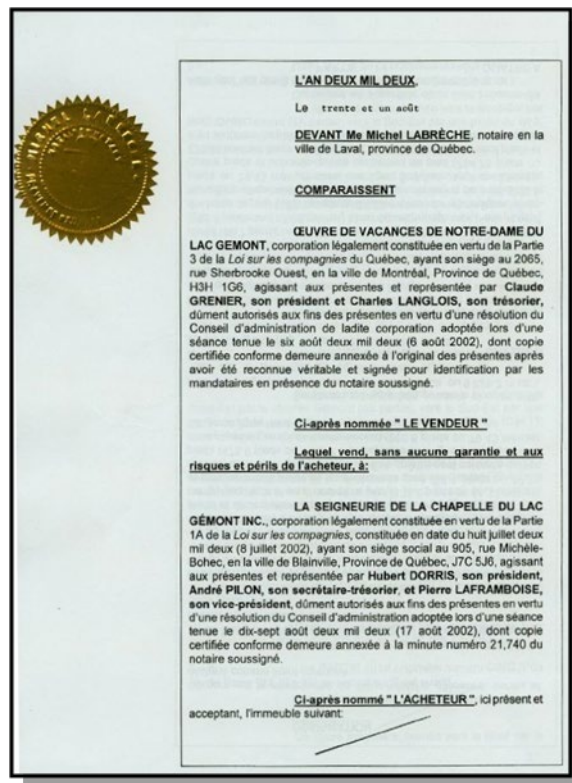 L'AN DEUX MIL DEUX,
Le trente et un août
DEVANT Me Michel LABRÈCHE, notaire en la
ville de Laval, province de Québec.
COMPARAISSENT
ŒUVRE DE VACANCES DE NOTRE-DAME DU
LAC GEMONT, corporation légalement constituée en vertu de la Partie
3 de la Loi sur les compagnies du Québec, ayant son siège au 2065,
rue Sherbrooke Ouest, en la ville de Montréal, Province de Québec,
H3H 1G6, agissant aux présentes et représentée par Claude
GRENIER, son président et Charles LANGLOIS, son trésorier,
dûment autorisés aux fins des présentes en vertu d'une résolution du
Conseil d'administration de ladite corporation adoptée lors d'une
séance tenue le six août deux mil deux (6 août 2002), dont copie
certifiée conforme demeure annexée à l'original des présentes après
avoir été reconnue véritable et signée pour identification par les
mandataires en présence du notaire soussigné.
Ci-après nommée " LE VENDEUR "
Lequel vend, sans aucune garantie et aux
risques et périls de l'acheteur, à:
LA SEIGNEURIE DE LA CHAPELLE DU LAC
GÉMONT INC., corporation légalement constituée en vertu de la Partie
1A de la Loi sur les compagnies, constituée en date du huit juillet deux
mil deux (8 juillet 2002), ayant son siège social au 905, rue Michèle-
Bohec, en la ville de Blainville, Province de Québec, J7C 5J6, agissant
aux présentes et représentée par Hubert DORRIS, son président,
André PILON, son secrétaire-trésorier, et Pierre LAFRAMBOISE,
son vice-président, dûment autorisés aux fins des présentes en vertu
d'une résolution du Conseil d'administration adoptée lors d'une séance
tenue le dix-sept août deux mil deux (17 août 2002), dont copie
certifiée conforme demeure annexée à la minute numéro 21,740 du
notaire soussigné.
Ci-après nommé " L'ACHETEUR ", ici présent et
acceptant, l'immeuble suivant: